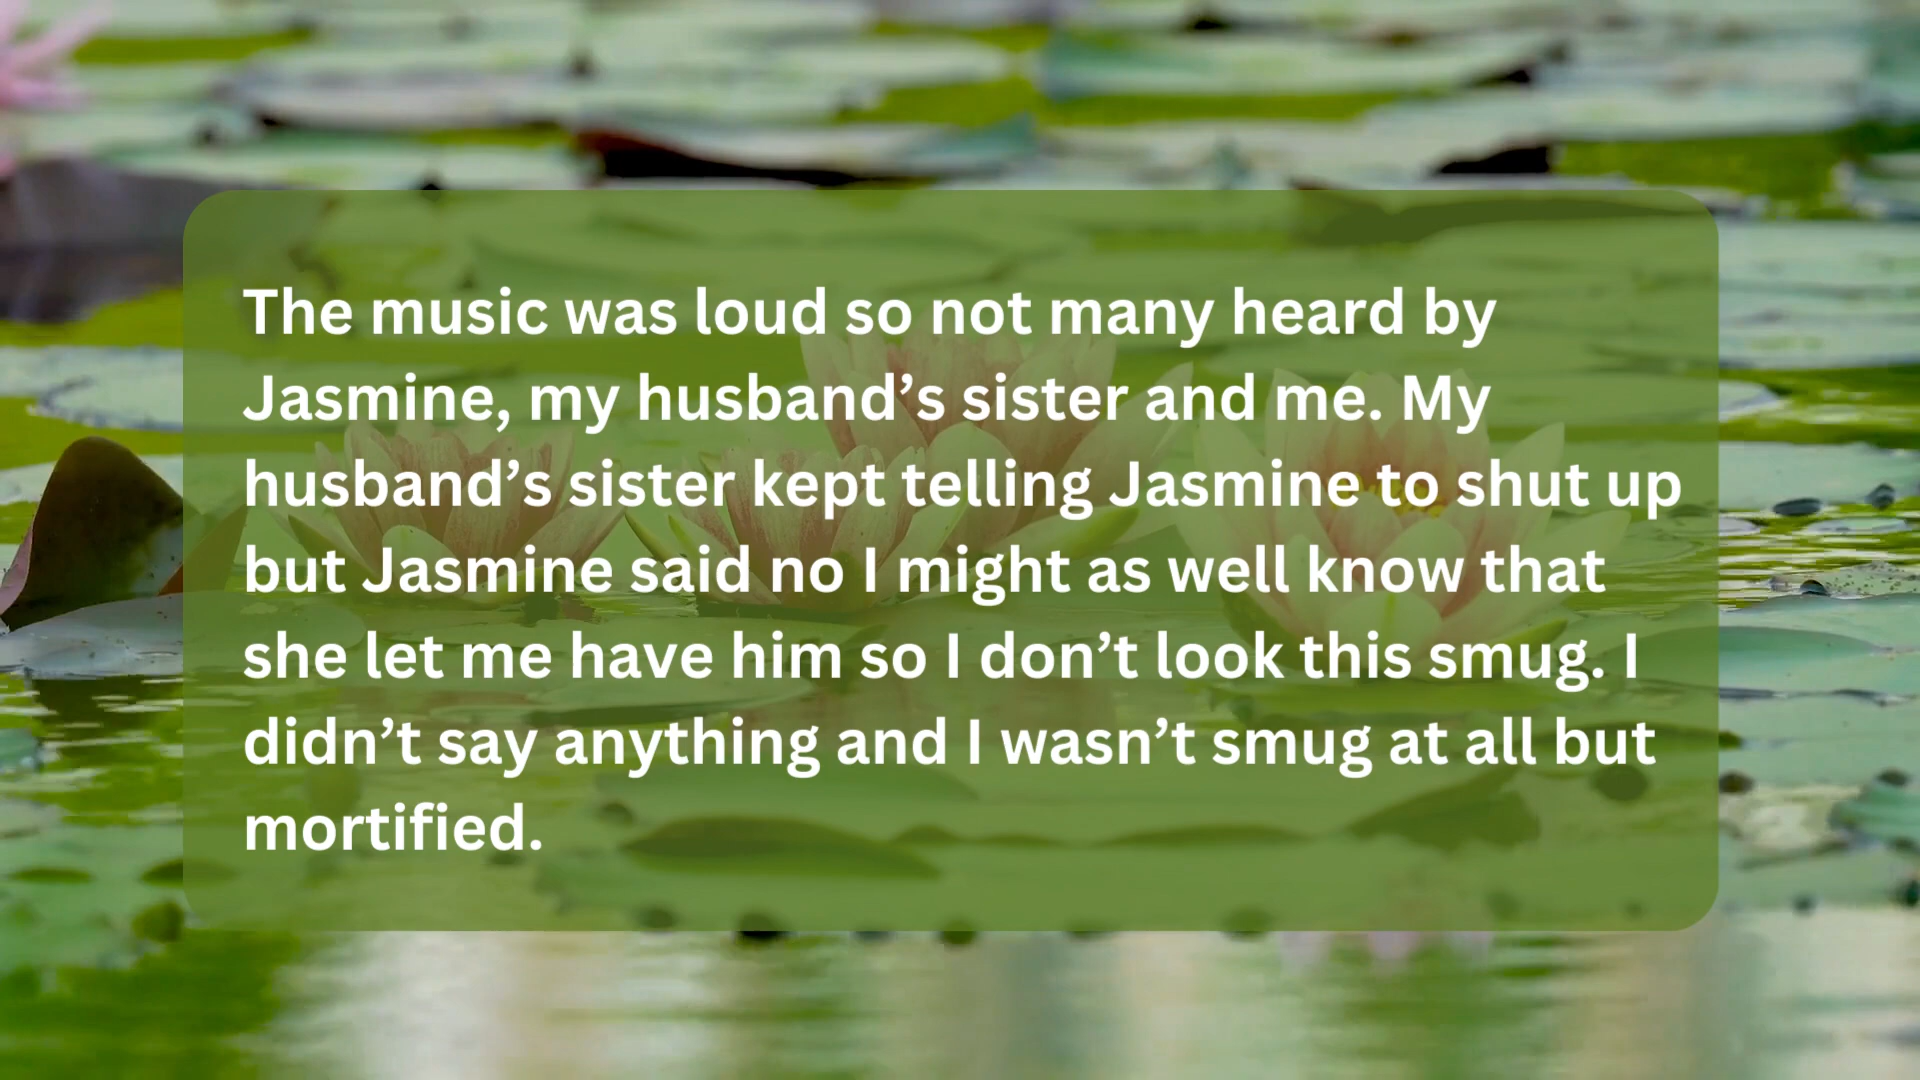 The music was loud so not many heard by
Jasmine, my husband’s sister and me. My
husband’s sister kept telling Jasmine to shut up
but Jasmine said no I might as well know that
she let me have him so I don’t look this smug. I
didn’t say anything and I wasn’t smug at all but
mortified.